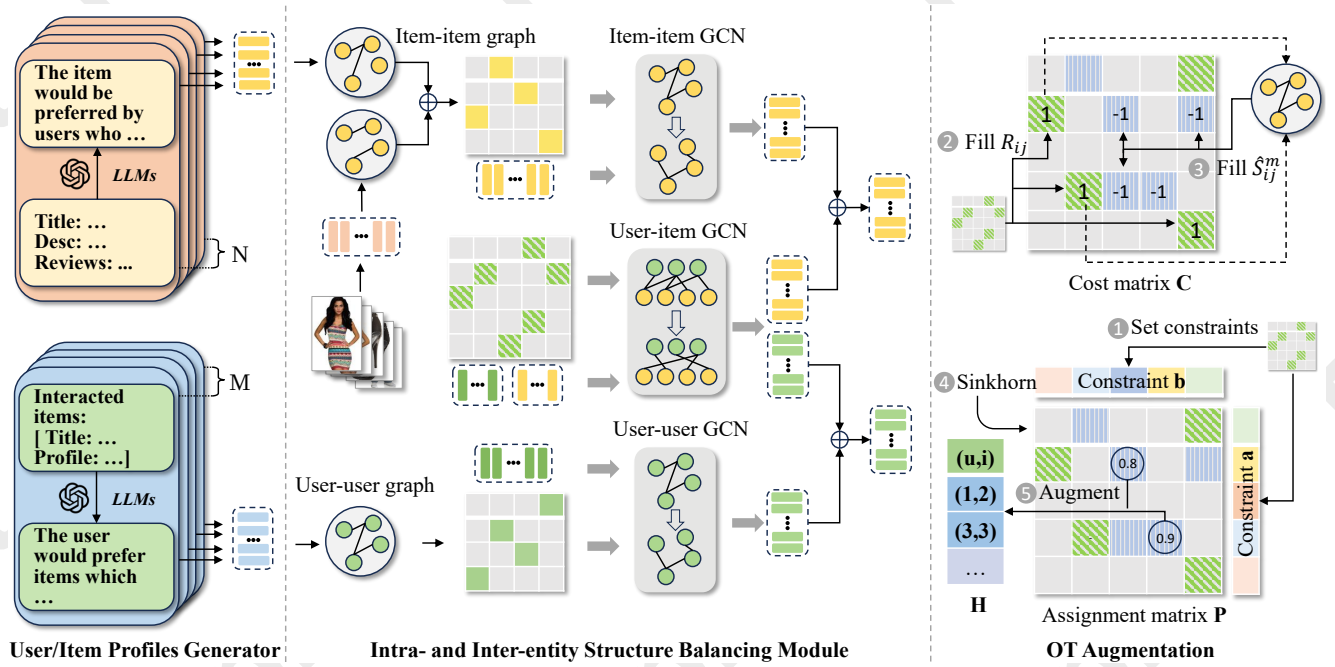 The item
would be
preferred by
users who …
LLMs
Title: …
Desc: …
Reviews: ...
N
M
Interacted
items:
[ Title: …
Profile: …]
LLMs
The user
would prefer
items which
…
User/Item Profiles Generator
Item-item graph
Item-item GCN
User-item GCN
User-user GCN
User-user graph
Intra- and Inter-entity Structure Balancing Module
1
-1
-1
2 Fill R_ij
3 Fill Ŝ^m_ij
1
-1
-1
1
Cost matrix C
1 Set constraints
4 Sinkhorn
Constraint b
(u,i)
0.8
5 Augment
(1,2)
(3,3)
0.9
…
H
Constraint a
Assignment matrix P
OT Augmentation